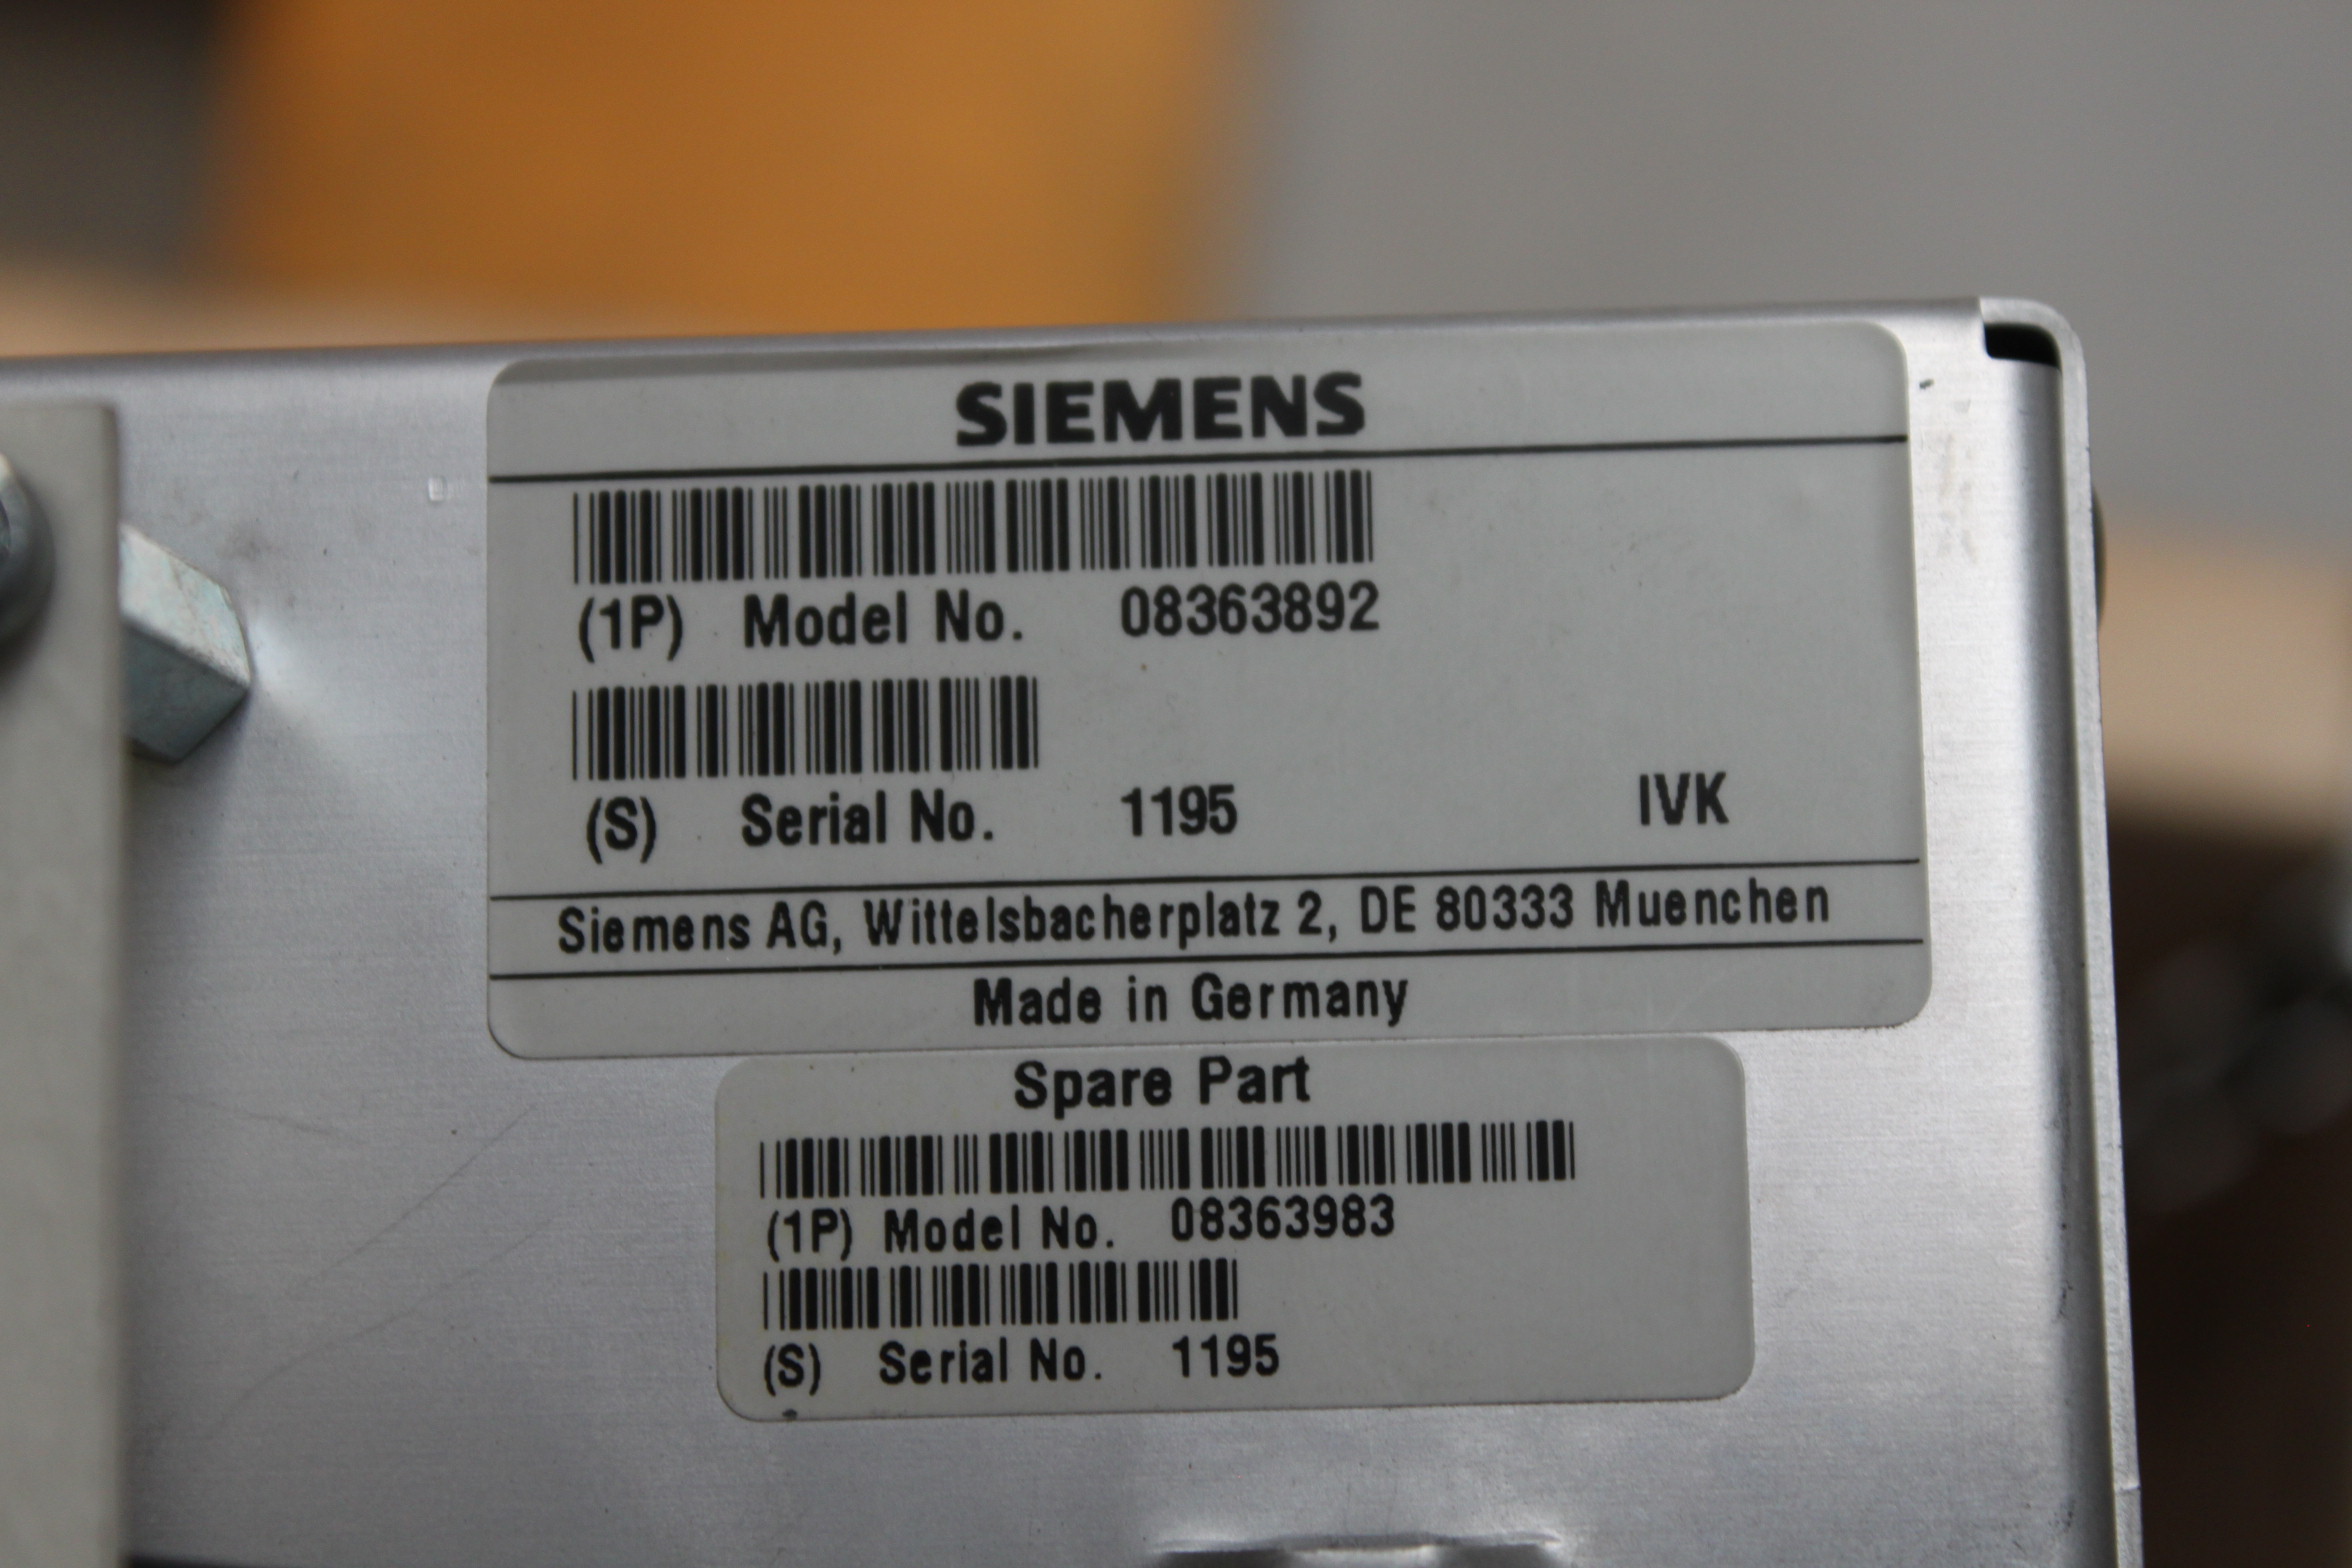 SIEMENS
(1P) Model No. 08363892
(S) Serial No. 1195 IVK
Siemens AG, Wittelsbacherplatz 2, DE 80333 Muenchen
Made in Germany
Spare Part
(1P) Model No. 08363983
(S) Serial No. 1195